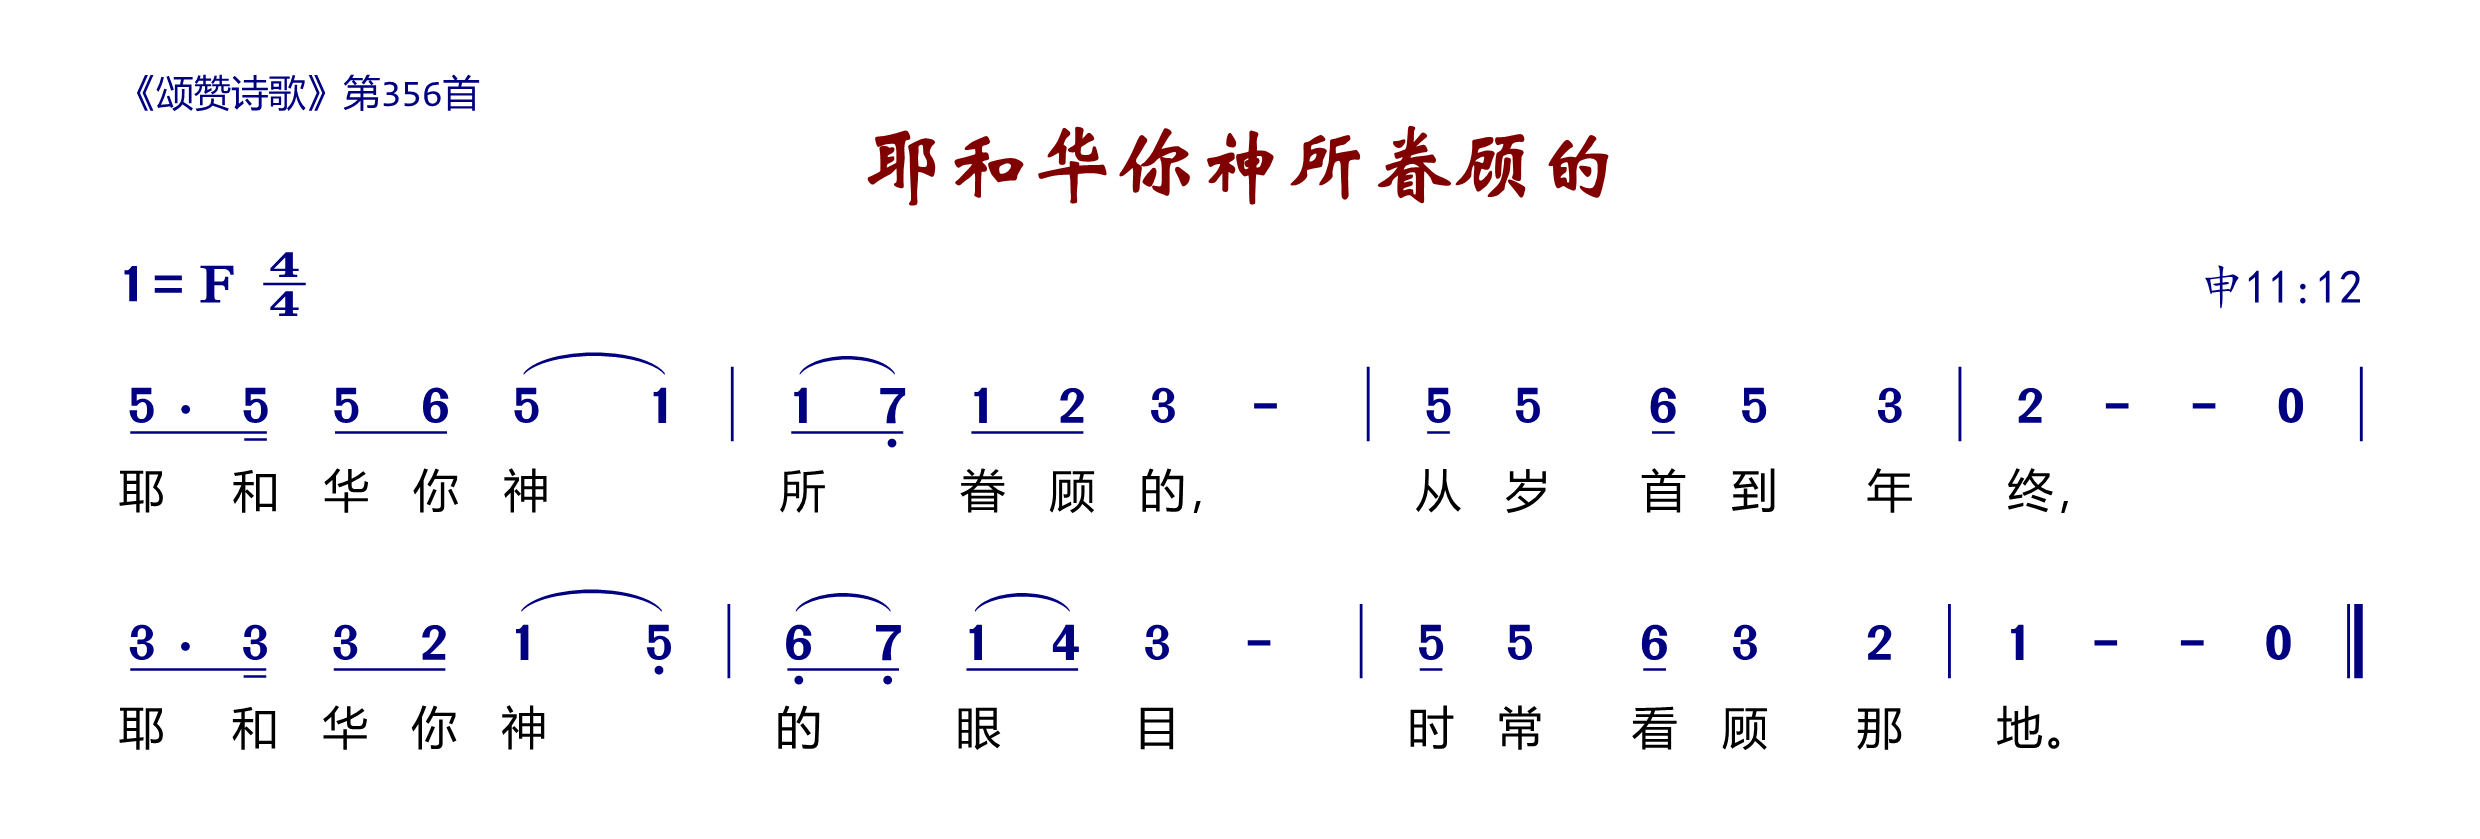 《颂赞诗歌》第356首
耶和华你神所眷顾的
1=F 4/4 申11:12
5 · 5 5 6 5 1 | 1 7 1 2 3 - | 5 5 6 5 3 | 2 - - 0 |
耶 和 华 你 神 所 眷 顾 的, 从 岁 首 到 年 终,
3 · 3 3 2 1 5 | 6 7 1 4 3 - | 5 5 6 3 2 | 1 - - 0 ‖
耶 和 华 你 神 的 眼 目 时 常 看 顾 那 地。